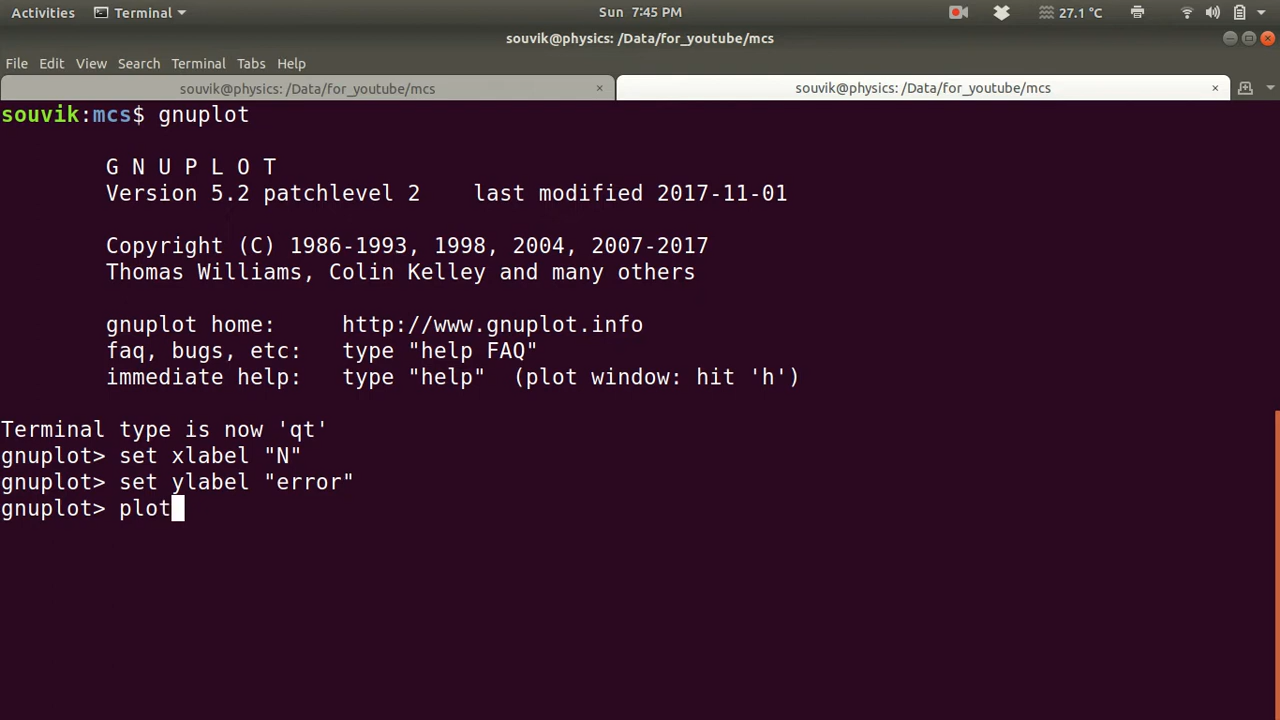 Activities Terminal Sun 7:45 PM 27.1 °C
souvik@physics: /Data/for_youtube/mcs
File Edit View Search Terminal Tabs Help
souvik@physics: /Data/for_youtube/mcs × souvik@physics: /Data/for_youtube/mcs ×
souvik:mcs$ gnuplot
G N U P L O T
Version 5.2 patchlevel 2 last modified 2017-11-01
Copyright (C) 1986-1993, 1998, 2004, 2007-2017
Thomas Williams, Colin Kelley and many others
gnuplot home: http://www.gnuplot.info
faq, bugs, etc: type "help FAQ"
immediate help: type "help" (plot window: hit 'h')
Terminal type is now 'qt'
gnuplot> set xlabel "N"
gnuplot> set ylabel "error"
gnuplot> plot